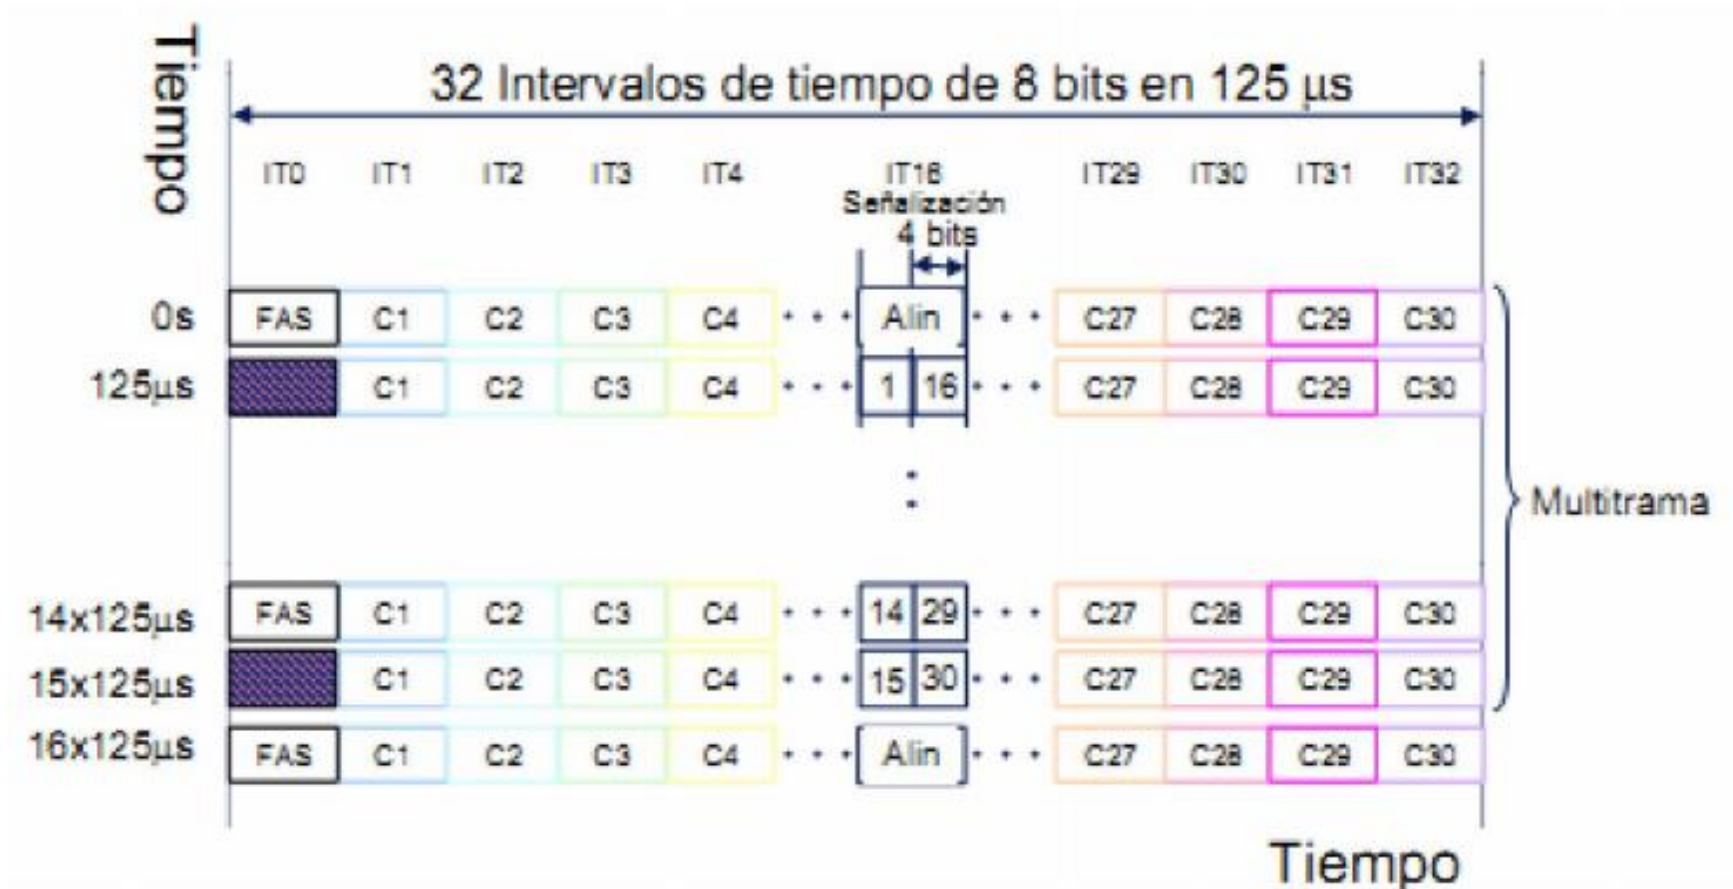 Tiempo
32 Intervalos de tiempo de 8 bits en 125 µs
IT0 IT1 IT2 IT3 IT4 IT16 IT29 IT30 IT31 IT32
Señalización
4 bits
0s FAS C1 C2 C3 C4 Alin C27 C28 C29 C30
125µs C1 C2 C3 C4 1 16 C27 C28 C29 C30
Multitrama
14x125µs FAS C1 C2 C3 C4 14 29 C27 C28 C29 C30
15x125µs C1 C2 C3 C4 15 30 C27 C28 C29 C30
16x125µs FAS C1 C2 C3 C4 Alin C27 C28 C29 C30
Tiempo